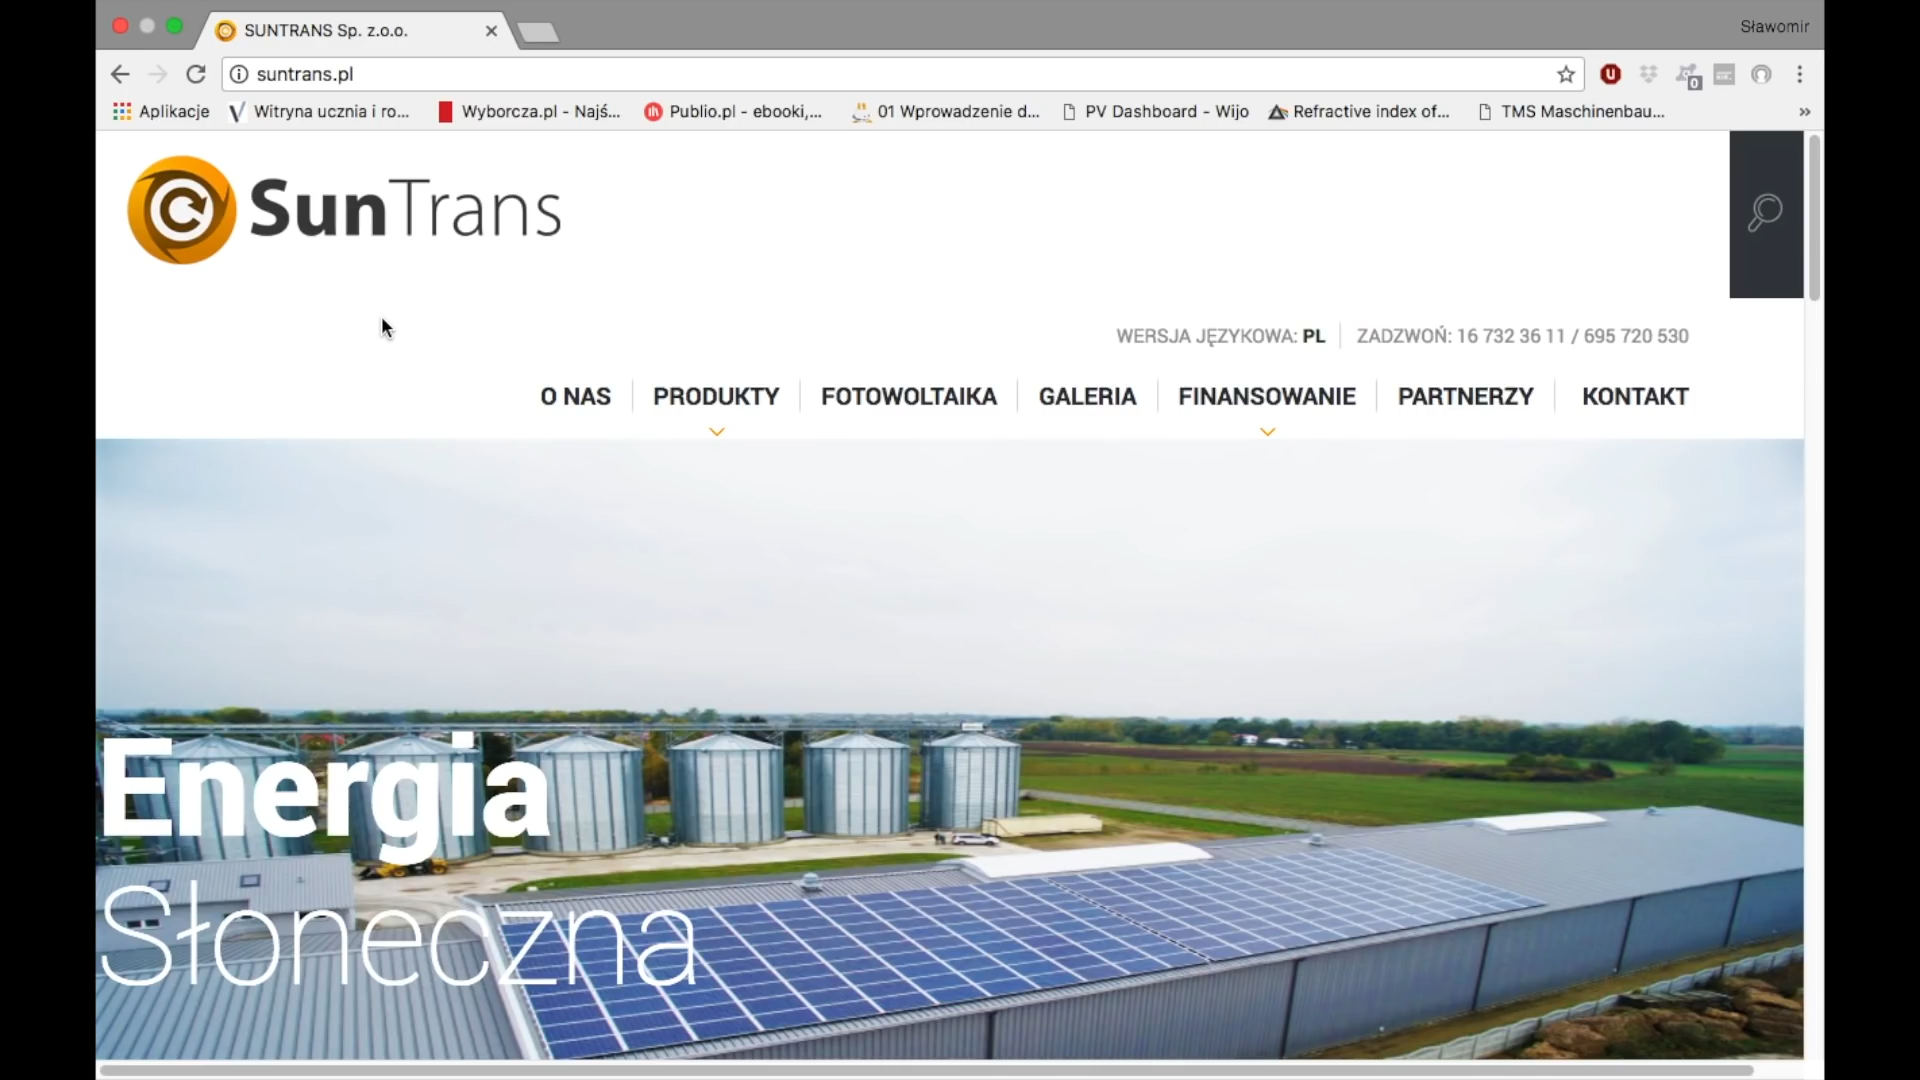 SUNTRANS Sp. z.o.o.
Sławomir
suntrans.pl
0
Aplikacje
Witryna ucznia i ro...
Wyborcza.pl - Najś...
Publio.pl - ebooki,...
01 Wprowadzenie d...
PV Dashboard - Wijo
Refractive index of...
TMS Maschinenbau...
»
SunTrans
WERSJA JĘZYKOWA: PL
ZADZWOŃ: 16 732 36 11 / 695 720 530
O NAS
PRODUKTY
FOTOWOLTAIKA
GALERIA
FINANSOWANIE
PARTNERZY
KONTAKT
Energia
Słoneczna